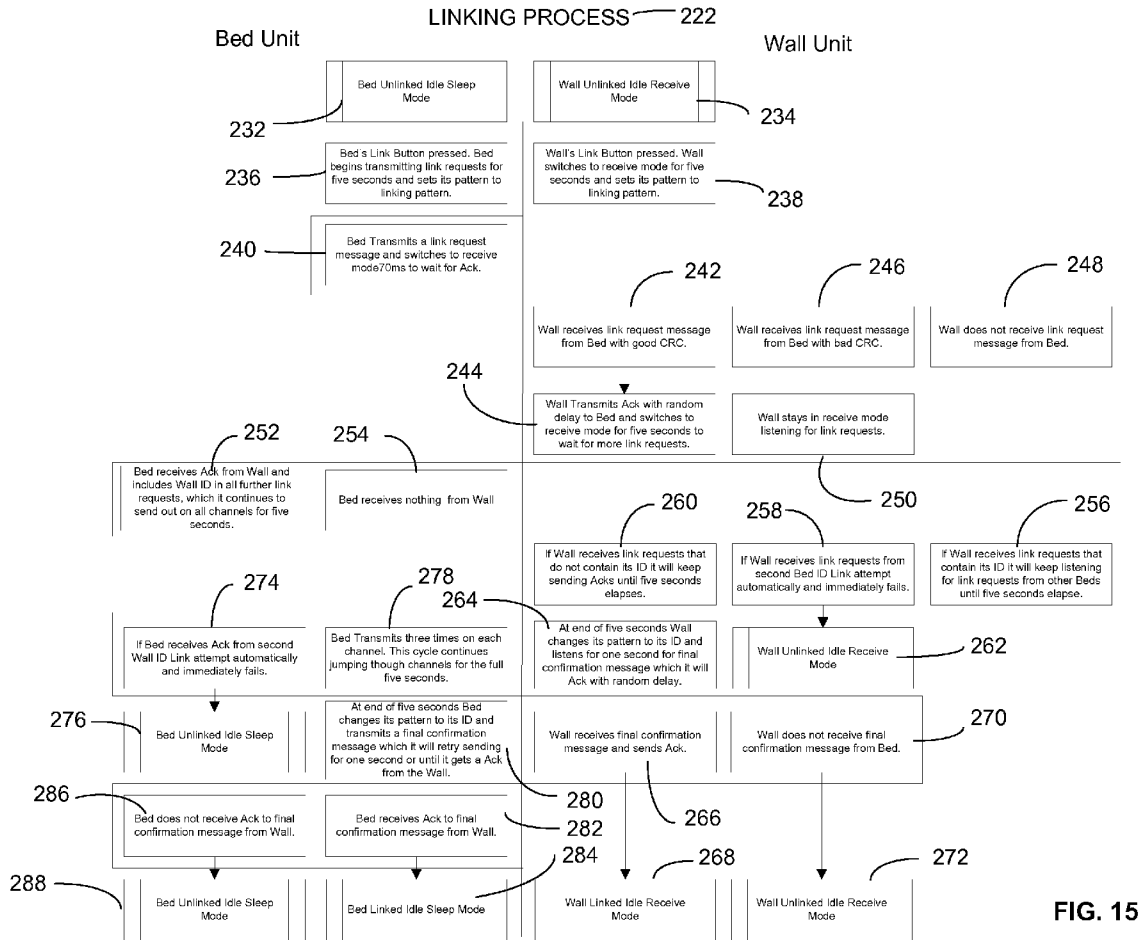 LINKING PROCESS 222
Bed Unit
Wall Unit
Bed Unlinked Idle Sleep
Mode
Wall Unlinked Idle Receive
Mode
232
234
Bed's Link Button pressed. Bed
begins transmitting link requests for
five seconds and sets its pattern to
linking pattern.
Wall's Link Button pressed. Wall
switches to receive mode for five
seconds and sets its pattern to
linking pattern.
236
238
240
Bed Transmits a link request
message and switches to receive
mode70ms to wait for Ack.
242
246
248
Wall receives link request message
from Bed with good CRC.
Wall receives link request message
from Bed with bad CRC.
Wall does not receive link request
message from Bed.
244
Wall Transmits Ack with random
delay to Bed and switches to
receive mode for five seconds to
wait for more link requests.
Wall stays in receive mode
listening for link requests.
252
254
250
Bed receives Ack from Wall and
includes Wall ID in all further link
requests, which it continues to
send out on all channels for five
seconds.
Bed receives nothing from Wall
260
258
256
If Wall receives link requests that
do not contain its ID it will keep
sending Acks until five seconds
elapses.
If Wall receives link requests from
second Bed ID Link attempt
automatically and immediately fails.
If Wall receives link requests that
contain its ID it will keep listening
for link requests from other Beds
until five seconds elapse.
274
278
264
If Bed receives Ack from second
Wall ID Link attempt automatically
and immediately fails.
Bed Transmits three times on each
channel. This cycle continues
jumping though channels for the full
five seconds.
At end of five seconds Wall
changes its pattern to its ID and
listens for one second for final
confirmation message which it will
Ack with random delay.
Wall Unlinked Idle Receive
Mode
262
276
Bed Unlinked Idle Sleep
Mode
At end of five seconds Bed
changes its pattern to its ID and
transmits a final confirmation
message which it will retry sending
for one second or until it gets a Ack
from the Wall.
Wall receives final confirmation
message and sends Ack.
Wall does not receive final
confirmation message from Bed.
270
286
280
266
Bed does not receive Ack to final
confirmation message from Wall.
Bed receives Ack to final
confirmation message from Wall.
282
284
268
272
288
Bed Unlinked Idle Sleep
Mode
Bed Linked Idle Sleep Mode
Wall Linked Idle Receive
Mode
Wall Unlinked Idle Receive
Mode
FIG. 15